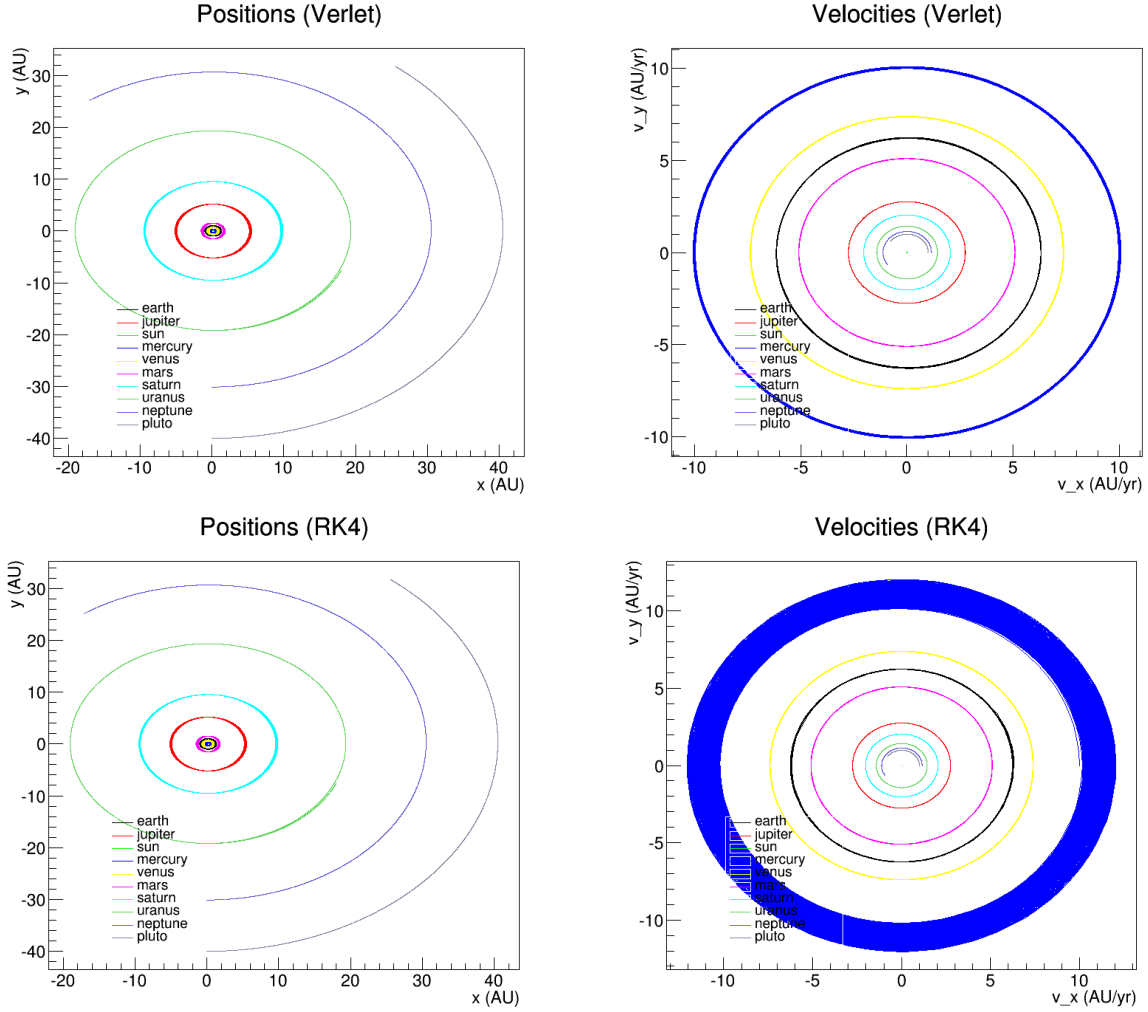 Positions (Verlet)
y (AU)
30
20
10
0
-10
-20
-30
-40
earth
jupiter
sun
mercury
venus
mars
saturn
uranus
neptune
pluto
-20 -10 0 10 20 30 40
x (AU)
Velocities (Verlet)
v_y (AU/yr)
10
5
0
-5
-10
earth
jupiter
sun
mercury
venus
mars
saturn
uranus
neptune
pluto
-10 -5 0 5 10
v_x (AU/yr)
Positions (RK4)
y (AU)
30
20
10
0
-10
-20
-30
-40
earth
jupiter
sun
mercury
venus
mars
saturn
uranus
neptune
pluto
-20 -10 0 10 20 30 40
x (AU)
Velocities (RK4)
v_y (AU/yr)
10
5
0
-5
-10
earth
jupiter
sun
mercury
venus
mars
saturn
uranus
neptune
pluto
-10 -5 0 5 10
v_x (AU/yr)